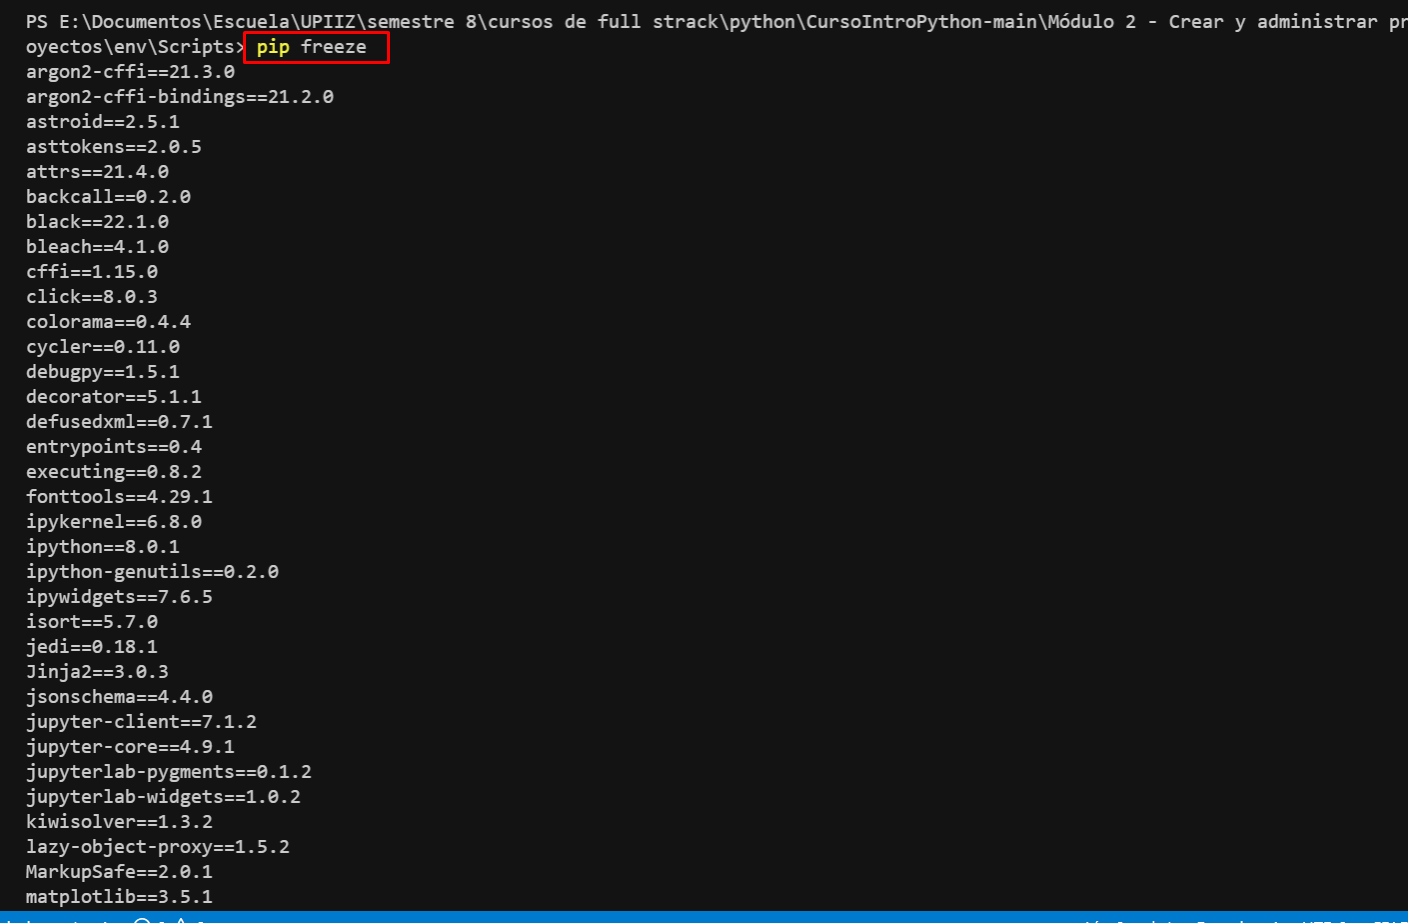 PS E:\Documentos\Escuela\UPIIZ\semestre 8\cursos de full strack\python\CursoIntroPython-main\Módulo 2 - Crear y administrar pr
oyectos\env\Scripts> pip freeze
argon2-cffi==21.3.0
argon2-cffi-bindings==21.2.0
astroid==2.5.1
asttokens==2.0.5
attrs==21.4.0
backcall==0.2.0
black==22.1.0
bleach==4.1.0
cffi==1.15.0
click==8.0.3
colorama==0.4.4
cycler==0.11.0
debugpy==1.5.1
decorator==5.1.1
defusedxml==0.7.1
entrypoints==0.4
executing==0.8.2
fonttools==4.29.1
ipykernel==6.8.0
ipython==8.0.1
ipython-genutils==0.2.0
ipywidgets==7.6.5
isort==5.7.0
jedi==0.18.1
Jinja2==3.0.3
jsonschema==4.4.0
jupyter-client==7.1.2
jupyter-core==4.9.1
jupyterlab-pygments==0.1.2
jupyterlab-widgets==1.0.2
kiwisolver==1.3.2
lazy-object-proxy==1.5.2
MarkupSafe==2.0.1
matplotlib==3.5.1